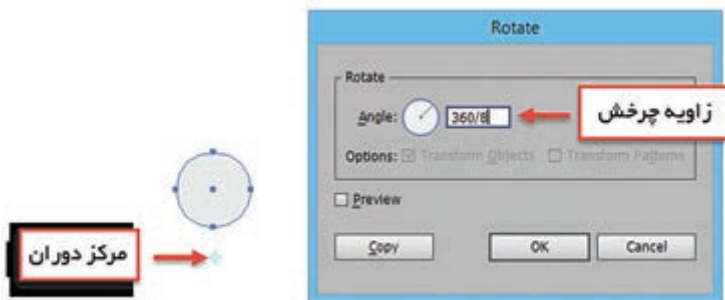 Rotate
Rotate
Angle: 360/8
زاویه چرخش
Options: Transform Objects Transform Patterns
Preview
Copy OK Cancel
مرکز دوران